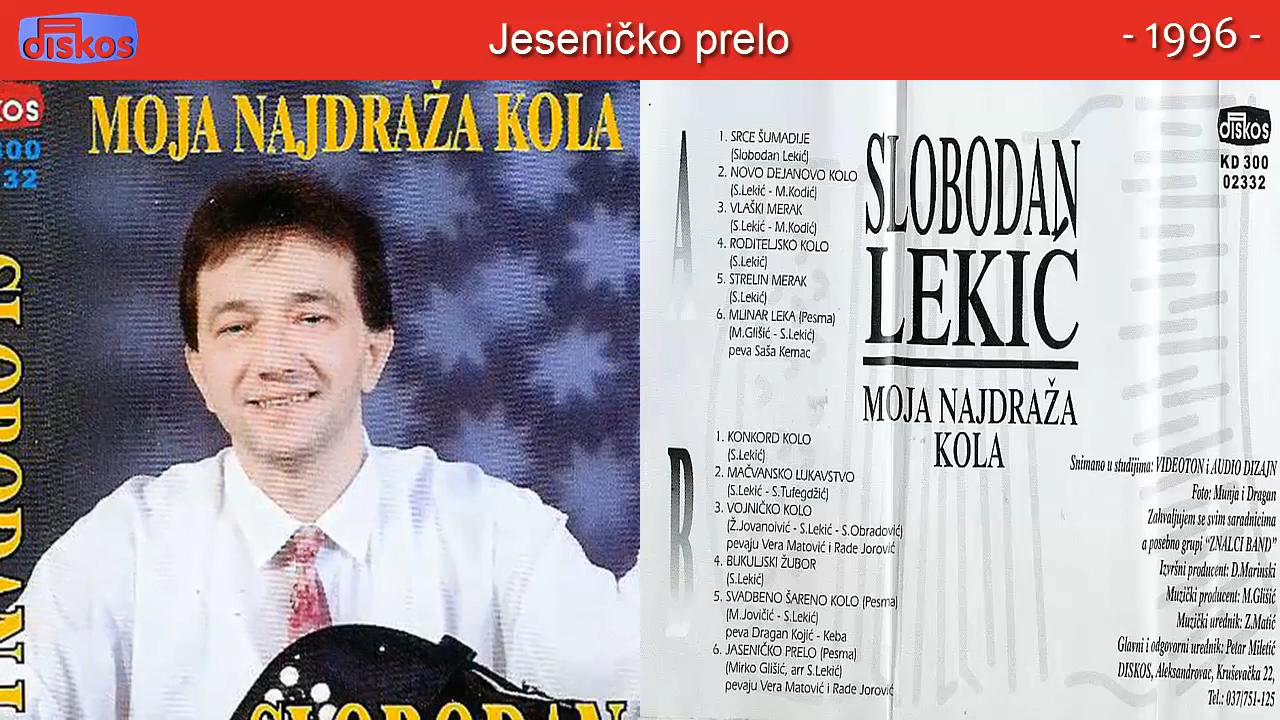 diskos
Jeseničko prelo
- 1996 -
KOS
MOJA NAJDRAŽA KOLA
32
SLOBODAN
SLOBODAN
A
1. SRCE ŠUMADIJE
(Slobodan Lekić)
2. NOVO DEJANOVO KOLO
(S.Lekić - M.Kodić)
3. VLAŠKI MERAK
(S.Lekić - M.Kodić)
4. RODITELJSKO KOLO
(S.Lekić)
5. STRELIN MERAK
(S.Lekić)
6. MLINAR LEKA (Pesma)
(M.Glišić - S.Lekić)
peva Saša Kernac
B
1. KONKORD KOLO
(S.Lekić)
2. MAČVANSKO LUKAVSTVO
(S.Lekić - S.Tufegdžić)
3. VOJNIČKO KOLO
(Ž.Jovanoivić - S.Lekić - S.Obradović)
pevaju Vera Matović i Rade Jorović
4. BUKULJSKI ŽUBOR
(S.Lekić)
5. SVADBENO ŠARENO KOLO (Pesma)
(M.Jovičić - S.Lekić)
peva Dragan Kojić - Keba
6. JASENIČKO PRELO (Pesma)
(Mirko Glišić, arr S.Lekić)
pevaju Vera Matović i Rade Jorović
SLOBODAN
LEKIĆ
MOJA NAJDRAŽA
KOLA
diskos
KD 300
02332
Snimano u studijima: VIDEOTON i AUDIO DIZAJN
Foto: Munja i Dragan
Zahvaljujem se svim saradnicima
a posebno grupi "ZNALCI BAND"
Izvršni producent: D.Marinski
Muzički producent: M.Glišić
Muzički urednik: Z.Matić
Glavni i odgovorni urednik: Petar Miletić
DISKOS, Aleksandrovac, Kruševačka 22,
Tel.: 037/751-125